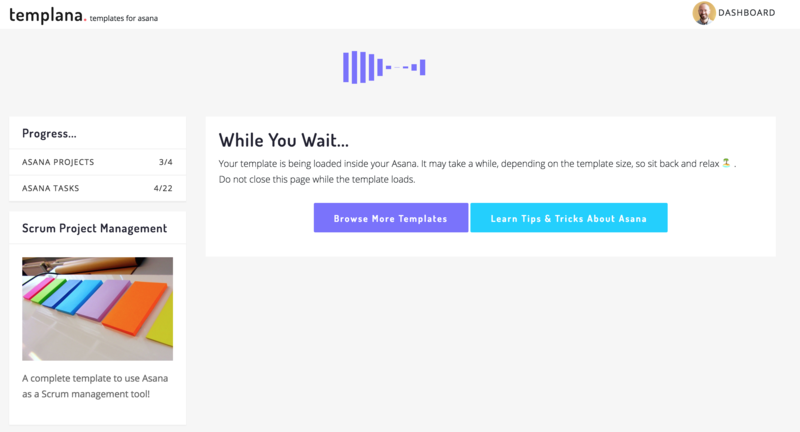 templana. templates for asana
DASHBOARD
Progress...
ASANA PROJECTS 3/4
ASANA TASKS 4/22
Scrum Project Management
A complete template to use Asana
as a Scrum management tool!
While You Wait...
Your template is being loaded inside your Asana. It may take a while, depending on the template size, so sit back and relax 🏝️ .
Do not close this page while the template loads.
Browse More Templates
Learn Tips & Tricks About Asana